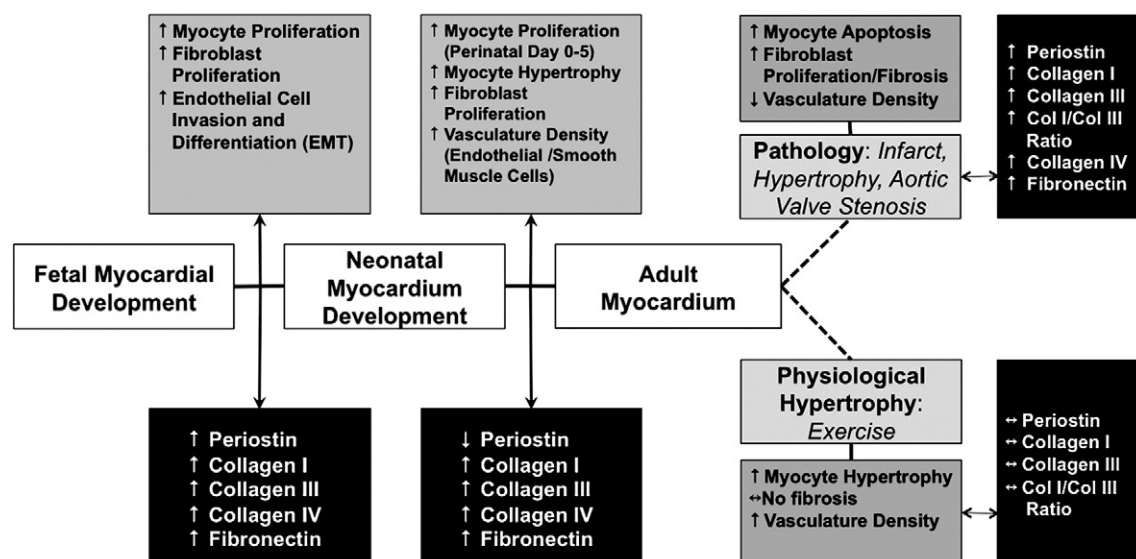 ↑ Myocyte Proliferation
↑ Fibroblast
Proliferation
↑ Endothelial Cell
Invasion and
Differentiation (EMT)
↑ Myocyte Proliferation
(Perinatal Day 0-5)
↑ Myocyte Hypertrophy
↑ Fibroblast
Proliferation
↑ Vasculature Density
(Endothelial /Smooth
Muscle Cells)
↑ Myocyte Apoptosis
↑ Fibroblast
Proliferation/Fibrosis
↓ Vasculature Density
Pathology: Infarct,
Hypertrophy, Aortic
Valve Stenosis
↑ Periostin
↑ Collagen I
↑ Collagen III
↑ Col I/Col III
Ratio
↑ Collagen IV
↑ Fibronectin
Fetal Myocardial
Development
Neonatal
Myocardium
Development
Adult
Myocardium
↑ Periostin
↑ Collagen I
↑ Collagen III
↑ Collagen IV
↑ Fibronectin
↓ Periostin
↑ Collagen I
↑ Collagen III
↑ Collagen IV
↑ Fibronectin
Physiological
Hypertrophy:
Exercise
↑ Myocyte Hypertrophy
↔No fibrosis
↑ Vasculature Density
↔ Periostin
↔ Collagen I
↔ Collagen III
↔ Col I/Col III
Ratio